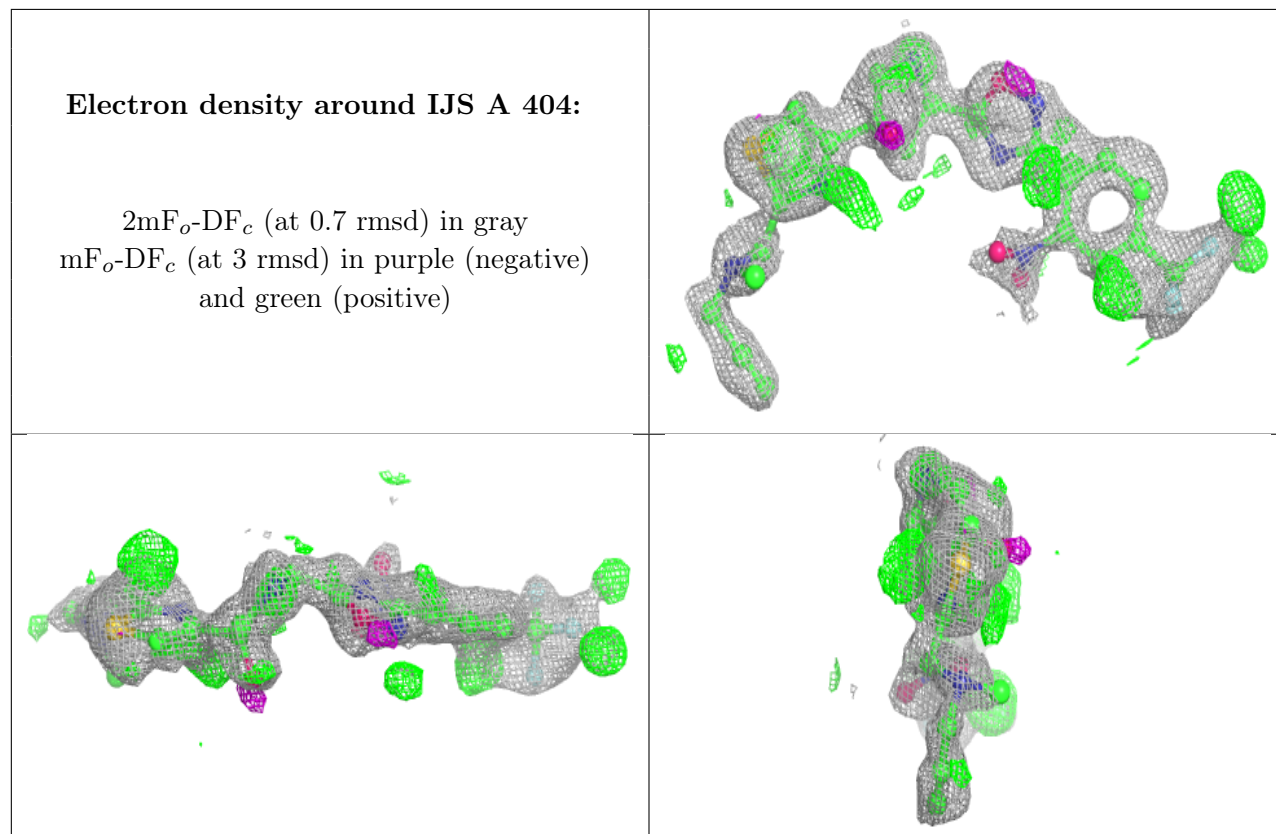 Electron density around IJS A 404:
2mFo-DFc (at 0.7 rmsd) in gray
mFo-DFc (at 3 rmsd) in purple (negative)
and green (positive)